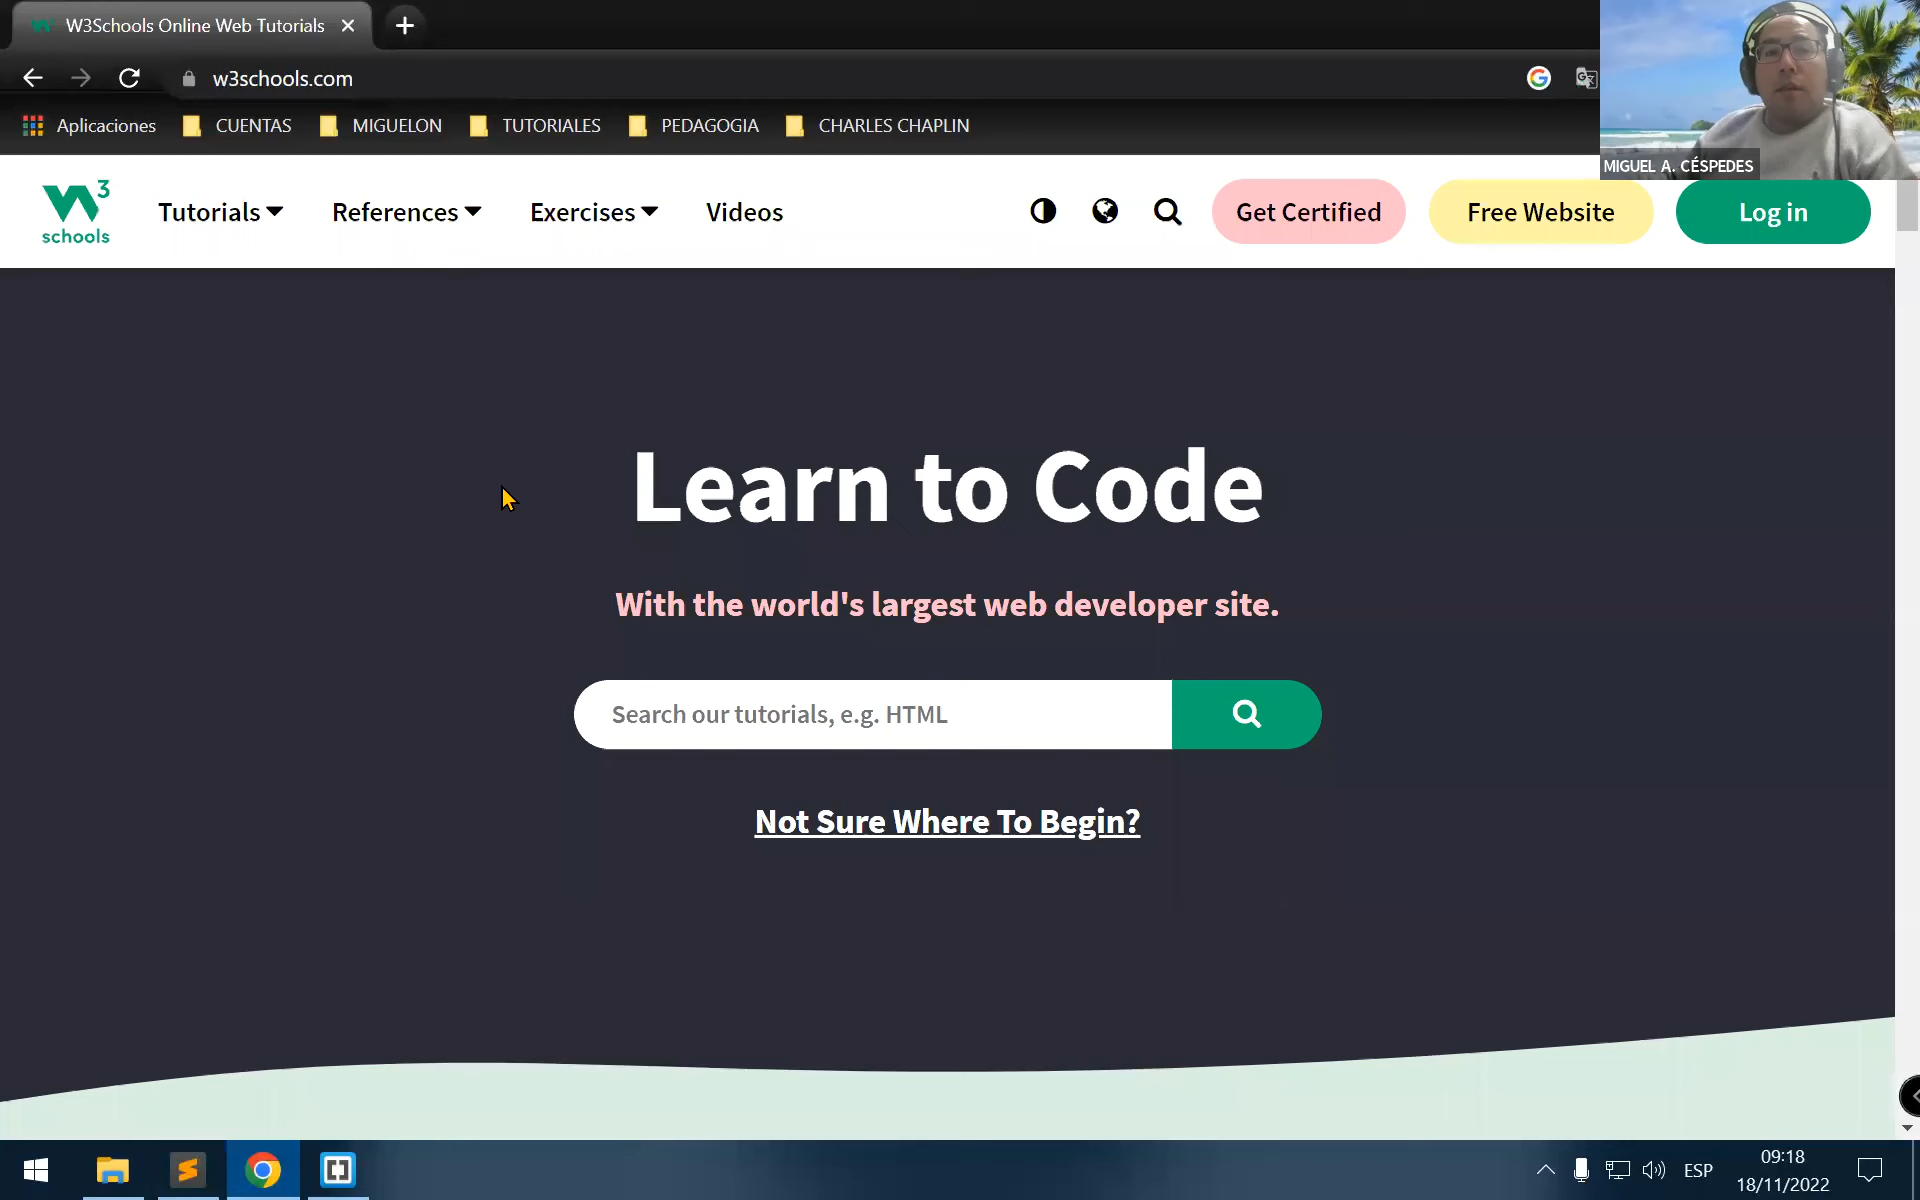 W3Schools Online Web Tutorials
w3schools.com
Aplicaciones
CUENTAS
MIGUELON
TUTORIALES
PEDAGOGIA
CHARLES CHAPLIN
MIGUEL A. CÉSPEDES
W3 schools
Tutorials
References
Exercises
Videos
Get Certified
Free Website
Log in
Learn to Code
With the world's largest web developer site.
Search our tutorials, e.g. HTML
Not Sure Where To Begin?
ESP
09:18
18/11/2022